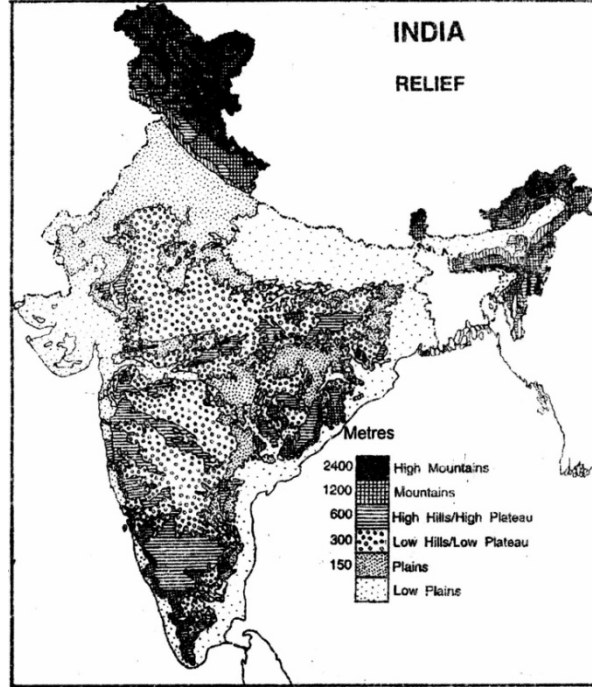 INDIA
RELIEF
Metres
2400 High Mountains
1200 Mountains
600 High Hills/High Plateau
300 Low Hills/Low Plateau
150 Plains
Low Plains